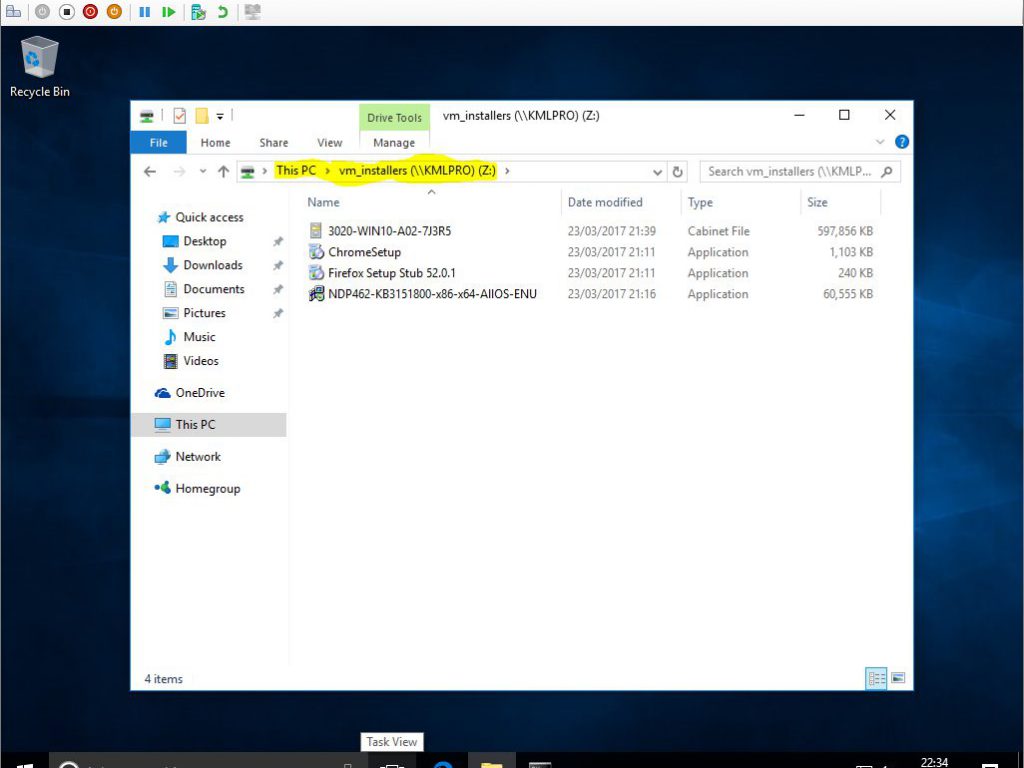 Recycle Bin
Drive Tools
vm_installers (\\KMLPRO) (Z:)
File Home Share View Manage
This PC vm_installers (\\KMLPRO) (Z:)
Search vm_installers (\\KMLP...
Name Date modified Type Size
3020-WIN10-A02-7J3R5 23/03/2017 21:39 Cabinet File 597,856 KB
ChromeSetup 23/03/2017 21:11 Application 1,103 KB
Firefox Setup Stub 52.0.1 23/03/2017 21:11 Application 240 KB
NDP462-KB3151800-x86-x64-AllOS-ENU 23/03/2017 21:16 Application 60,555 KB
Quick access
Desktop
Downloads
Documents
Pictures
Music
Videos
OneDrive
This PC
Network
Homegroup
4 items
Task View
22:34